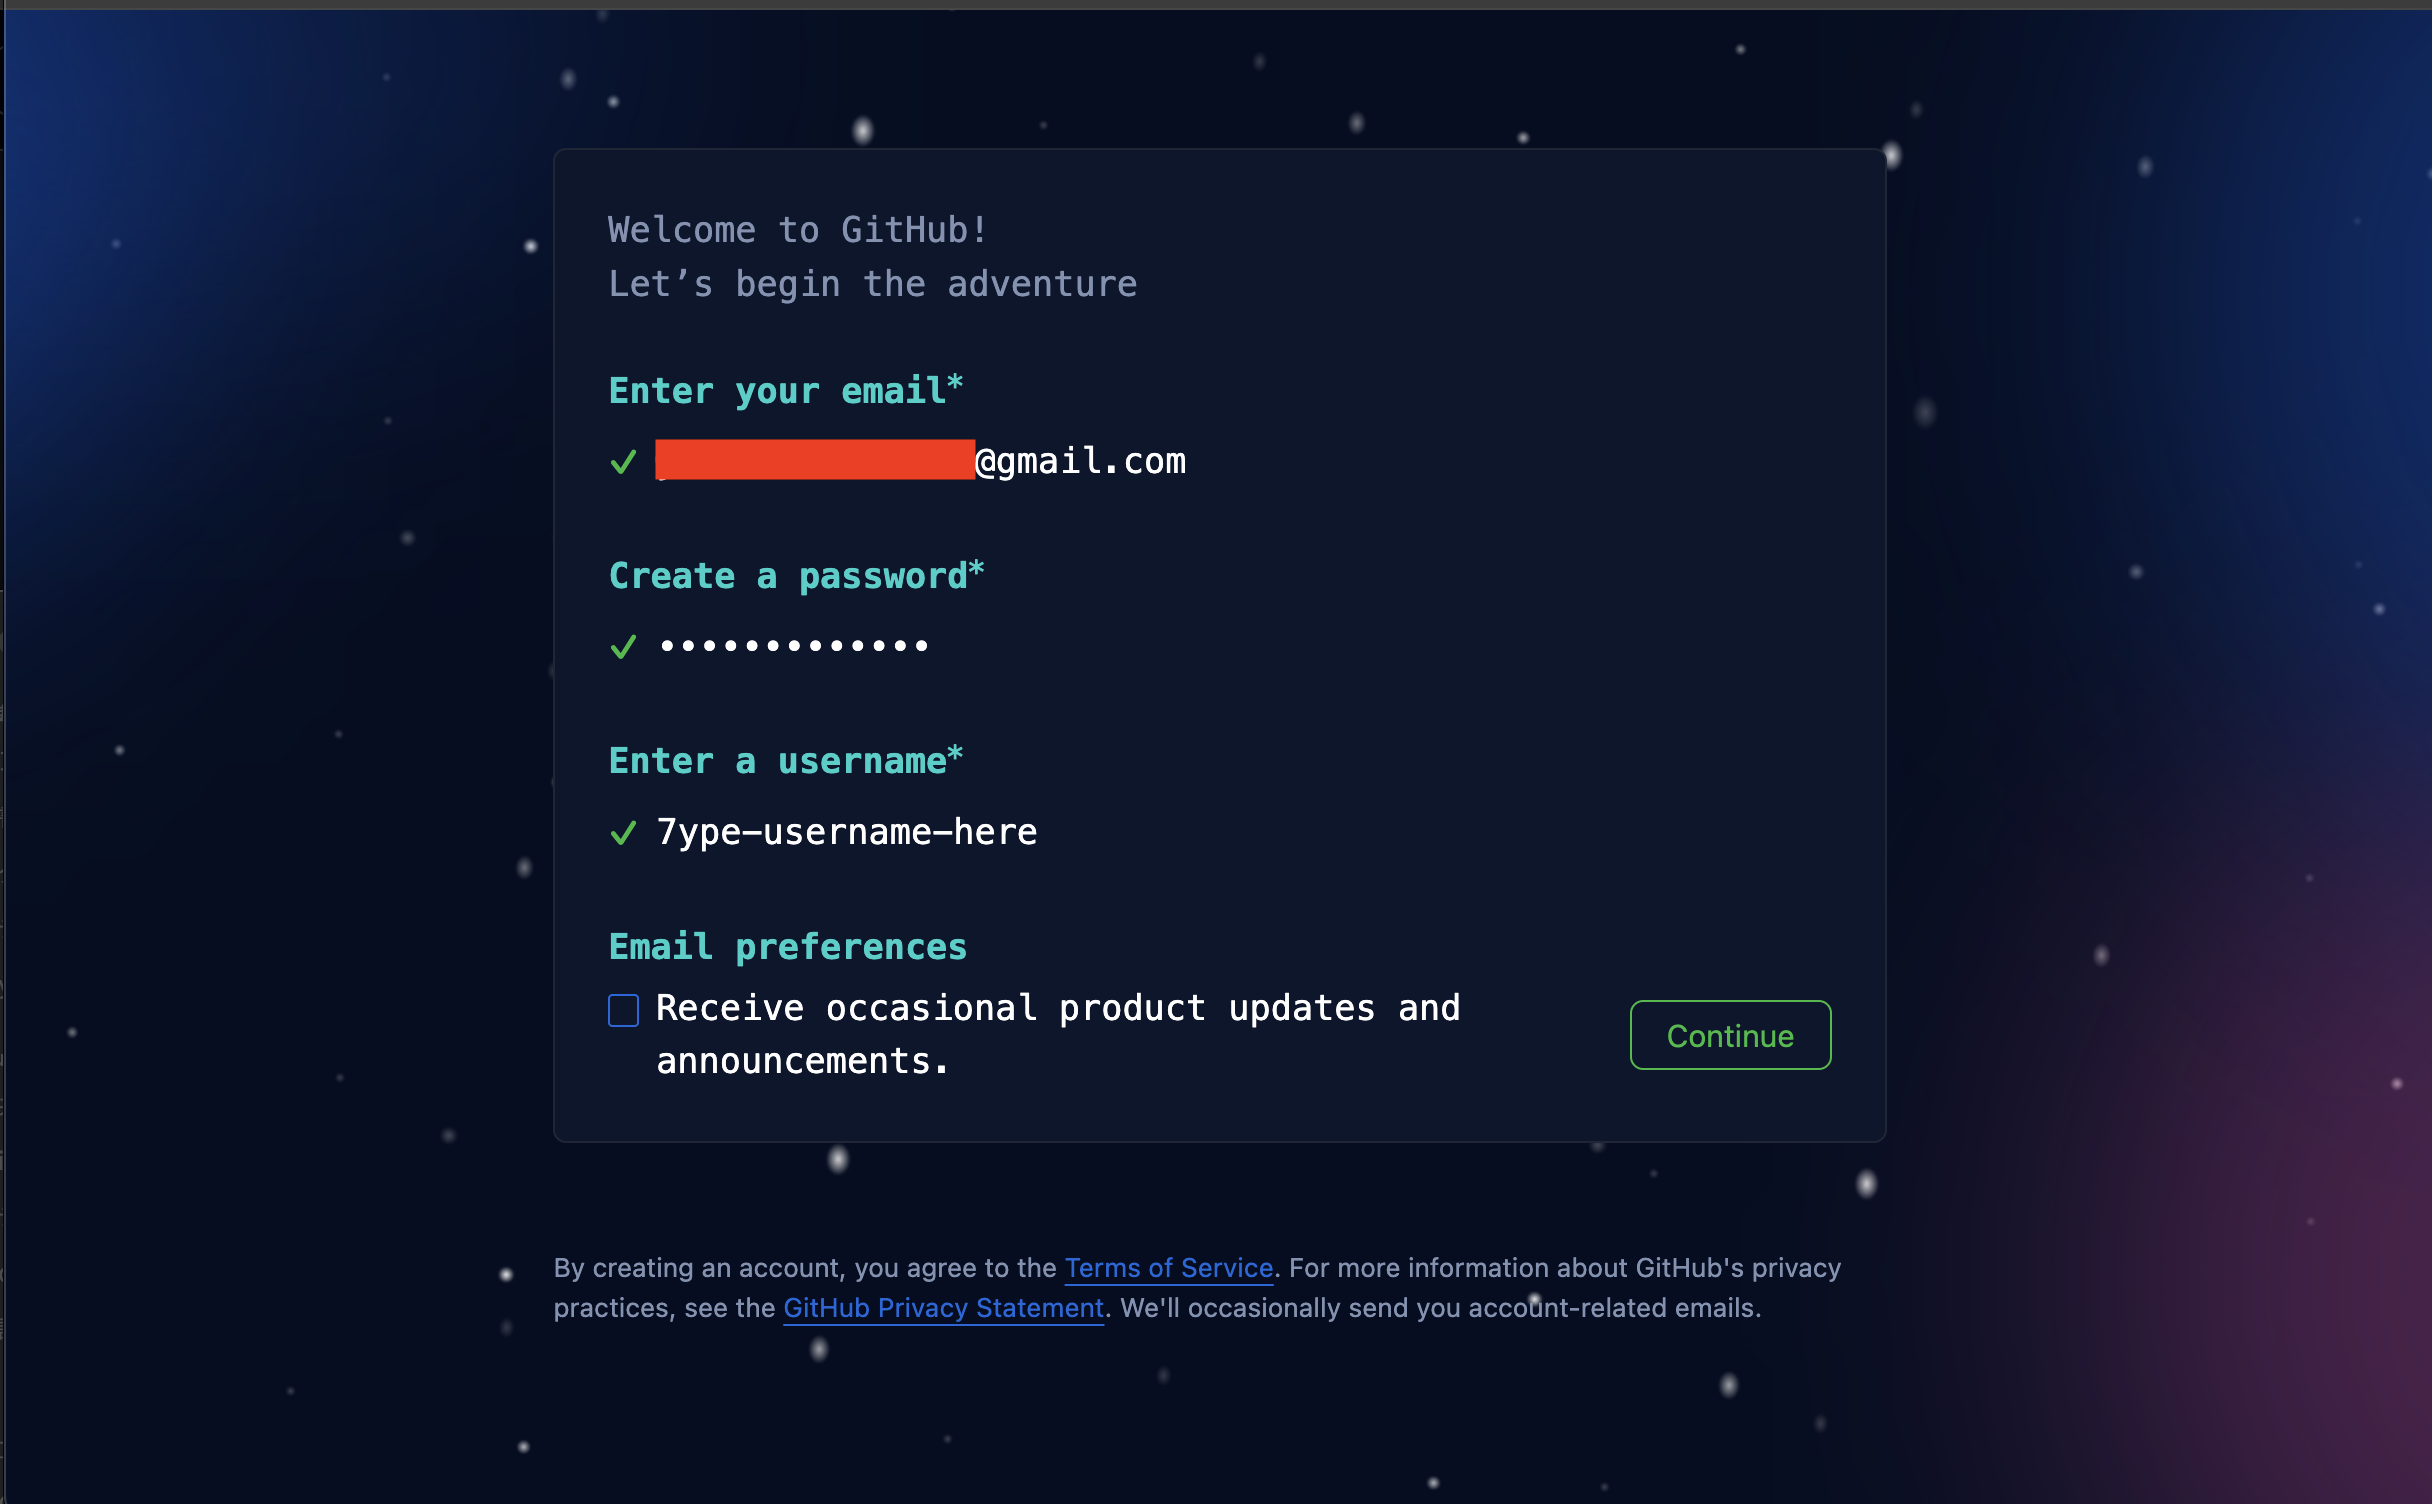 Welcome to GitHub!
Let’s begin the adventure
Enter your email*
@gmail.com
Create a password*
•••••••••••••
Enter a username*
7ype-username-here
Email preferences
Receive occasional product updates and
announcements.
Continue
By creating an account, you agree to the Terms of Service. For more information about GitHub's privacy
practices, see the GitHub Privacy Statement. We'll occasionally send you account-related emails.